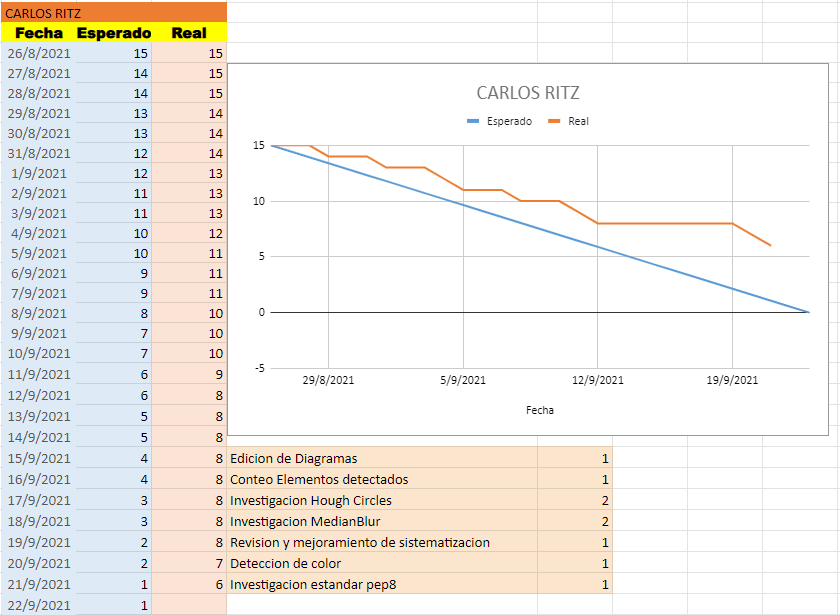 CARLOS RITZ
Fecha Esperado Real
26/8/2021 15 15
27/8/2021 14 15
28/8/2021 14 15
29/8/2021 13 14
30/8/2021 13 14
31/8/2021 12 14
1/9/2021 12 13
2/9/2021 11 13
3/9/2021 11 13
4/9/2021 10 12
5/9/2021 10 11
6/9/2021 9 11
7/9/2021 9 11
8/9/2021 8 10
9/9/2021 7 10
10/9/2021 7 10
11/9/2021 6 9
12/9/2021 6 8
13/9/2021 5 8
14/9/2021 5 8
15/9/2021 4 8 Edicion de Diagramas 1
16/9/2021 4 8 Conteo Elementos detectados 1
17/9/2021 3 8 Investigacion Hough Circles 2
18/9/2021 3 8 Investigacion MedianBlur 2
19/9/2021 2 8 Revision y mejoramiento de sistematizacion 1
20/9/2021 2 7 Deteccion de color 1
21/9/2021 1 6 Investigacion estandar pep8 1
22/9/2021 1
CARLOS RITZ
Esperado Real
15
10
5
0
-5
29/8/2021 5/9/2021 12/9/2021 19/9/2021
Fecha